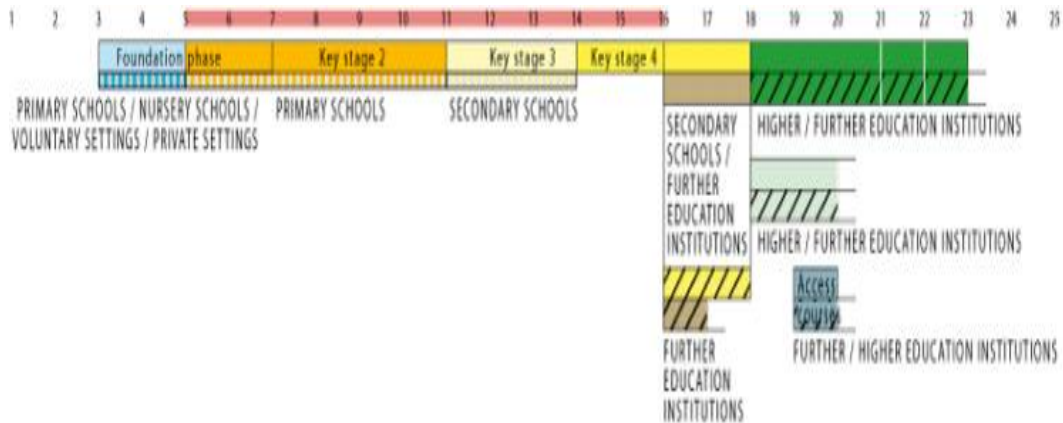 1 2 3 4 5 6 7 8 9 10 11 12 13 14 15 16 17 18 19 20 21 22 23 24 25
Foundation phase Key stage 2 Key stage 3 Key stage 4
PRIMARY SCHOOLS / NURSERY SCHOOLS /
VOLUNTARY SETTINGS / PRIVATE SETTINGS
PRIMARY SCHOOLS
SECONDARY SCHOOLS
SECONDARY
SCHOOLS /
FURTHER
EDUCATION
INSTITUTIONS
HIGHER / FURTHER EDUCATION INSTITUTIONS
HIGHER / FURTHER EDUCATION INSTITUTIONS
Access
course
FURTHER
EDUCATION
INSTITUTIONS
FURTHER / HIGHER EDUCATION INSTITUTIONS